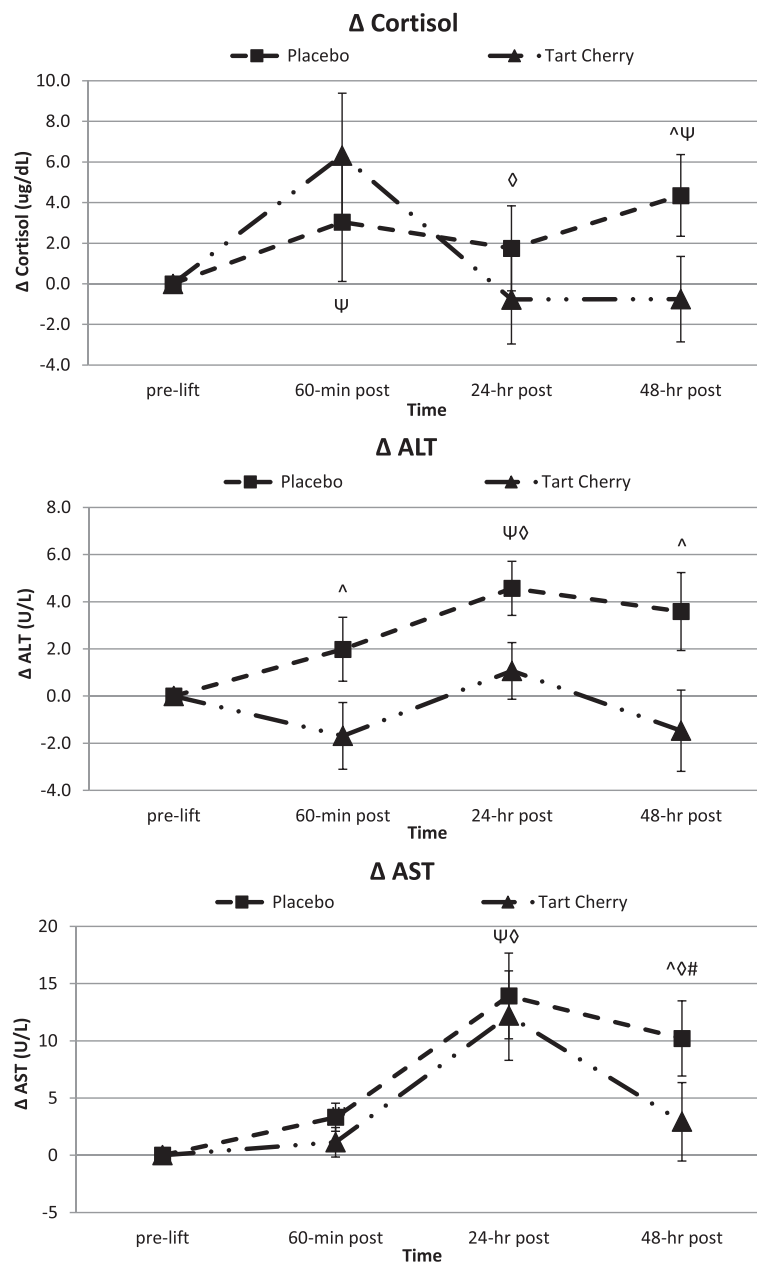 Δ Cortisol
Placebo Tart Cherry
10.0
8.0
6.0
4.0
2.0
0.0
-2.0
-4.0
Δ Cortisol (ug/dL)
Ψ
◊
^Ψ
pre-lift 60-min post 24-hr post 48-hr post
Time
Δ ALT
Placebo Tart Cherry
8.0
6.0
4.0
2.0
0.0
-2.0
-4.0
Δ ALT (U/L)
^
Ψ◊
^
pre-lift 60-min post 24-hr post 48-hr post
Time
Δ AST
Placebo Tart Cherry
20
15
10
5
0
-5
Δ AST (U/L)
Ψ◊
^◊#
pre-lift 60-min post 24-hr post 48-hr post
Time